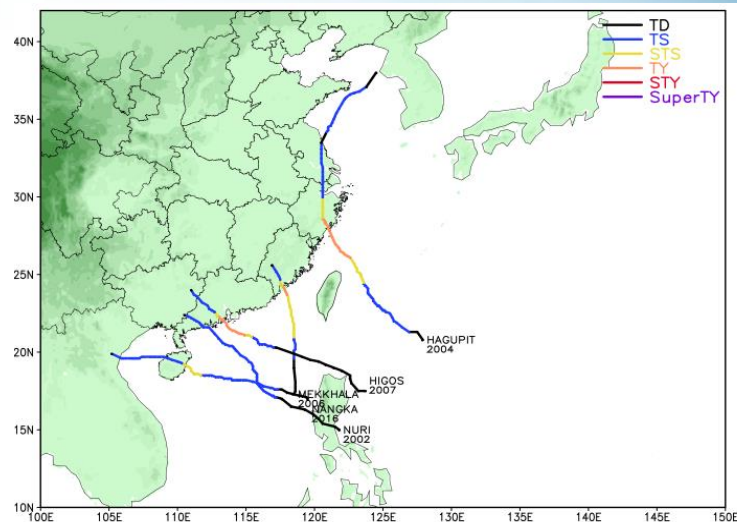 40N
35N
30N
25N
20N
15N
10N
100E
105E
110E
115E
120E
125E
130E
135E
140E
145E
150E
TD
TS
STS
TY
STY
SuperTY
HAGUPIT
2004
HIGOS
2007
MEKKHALA
2006
NANGKA
2016
NURI
2002